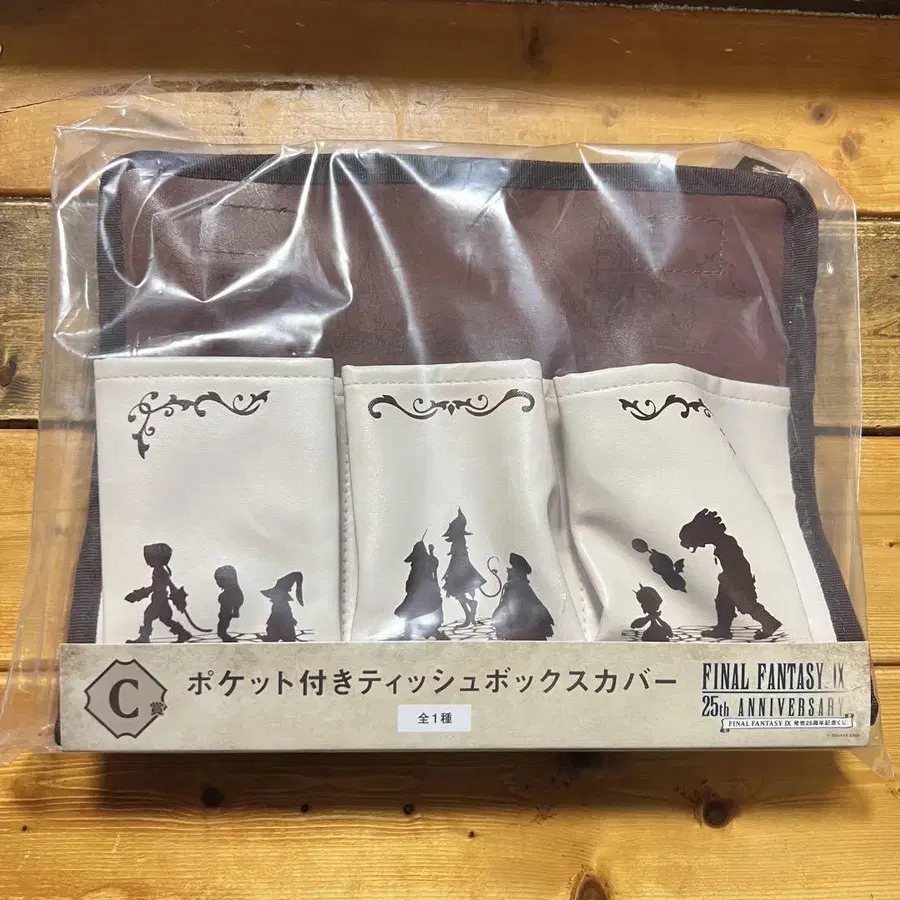 C賞
ポケット付きティッシュボックスカバー
全1種
FINAL FANTASY IX
25th ANNIVERSARY
FINAL FANTASY IX 発売25周年記念くじ